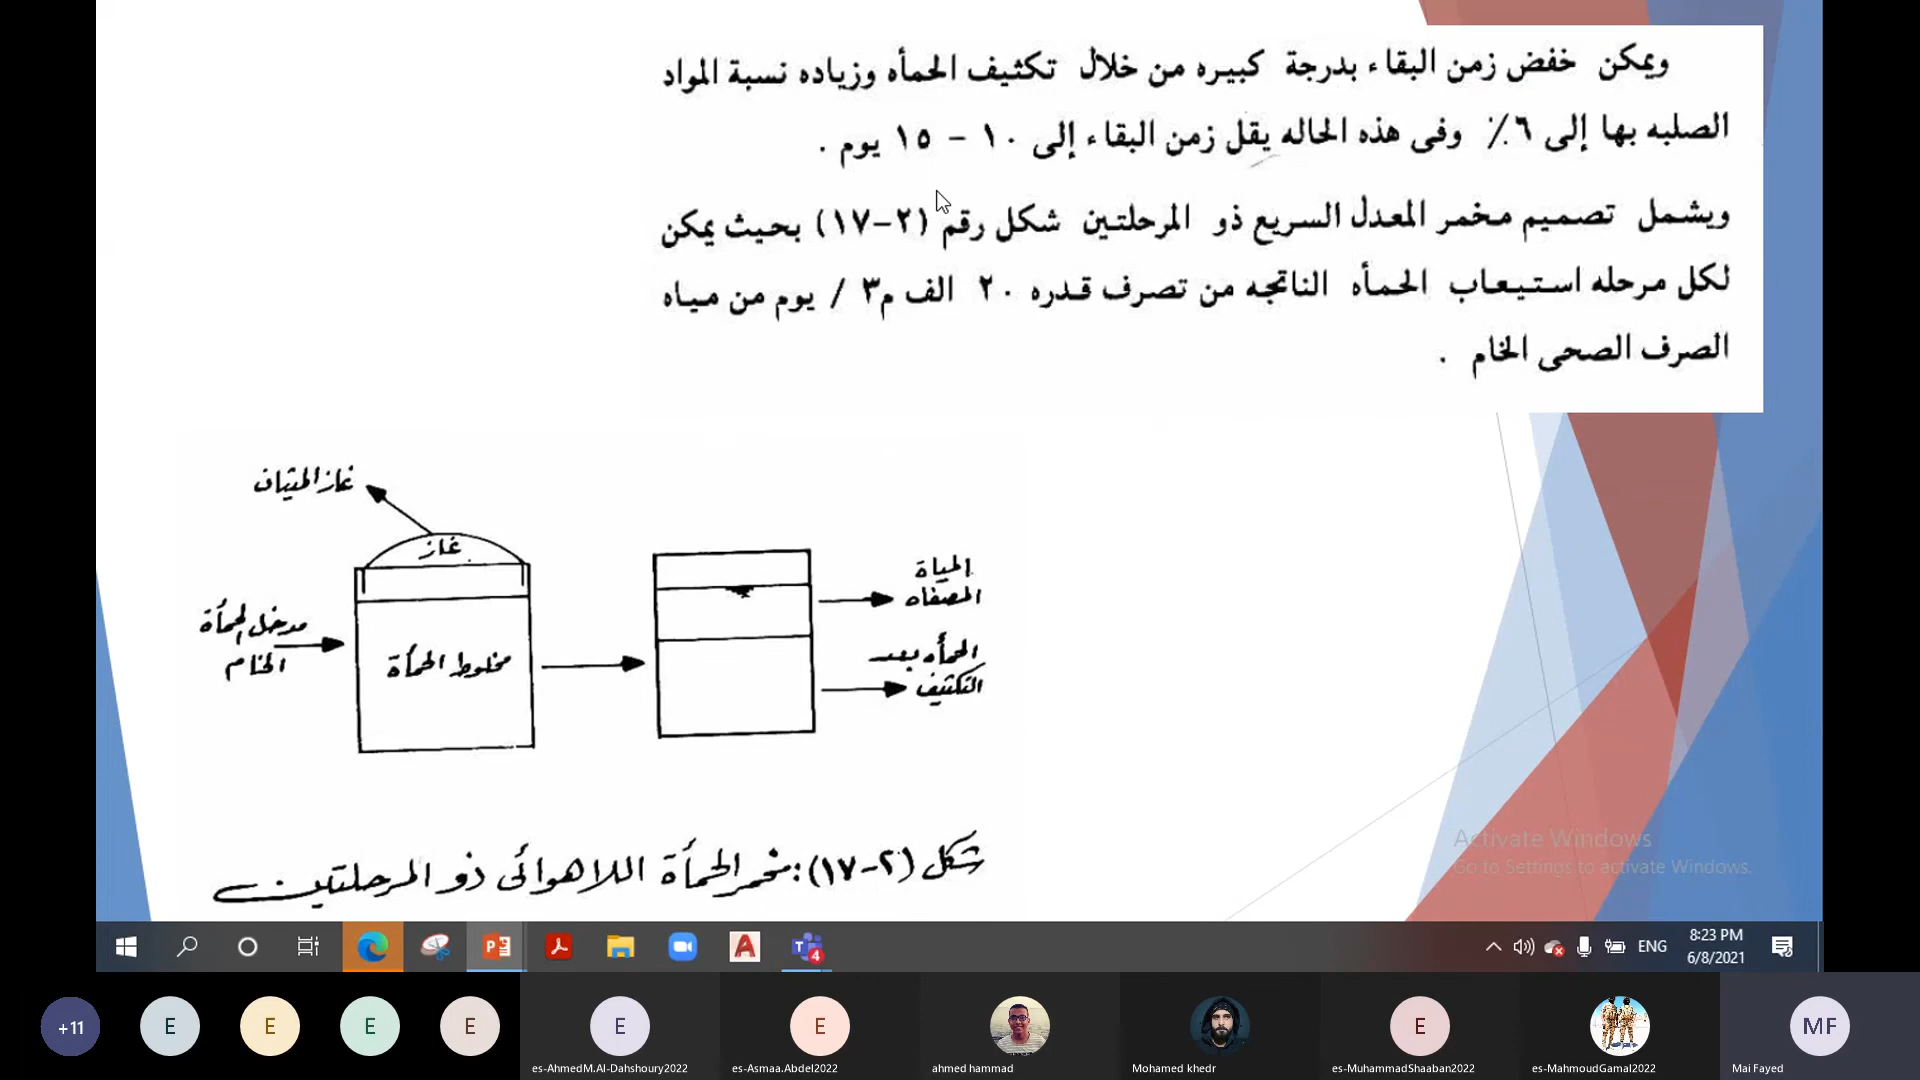 ويمكن خفض زمن البقاء بدرجة كبيره من خلال تكثيف الحمأه وزياده نسبة المواد
الصلبه بها إلى ٦٪ وفى هذه الحاله يقل زمن البقاء إلى ١٠ – ١٥ يوم .
ويشمل تصميم مخمر المعدل السريع ذو المرحلتين شكل رقم (٢-١٧) بحيث يمكن
لكل مرحله استيعاب الحمأه الناتجه من تصرف قدره ٢٠ الف م٣ / يوم من مياه
الصرف الصحى الخام .
غاز الميثان
غاز
مدخل الحمأة
الخام
مخلوط الحمأة
المياة
المصفاه
الحمأه بعد
التكثيف
شكل (٢-١٧): مخمر الحمأة اللاهوائى ذو المرحلتين
Activate Windows
Go to Settings to activate Windows.
4
ENG
8:23 PM
6/8/2021
+11
E
E
E
E
E
E
E
MF
es-AhmedM.Al-Dahshoury2022
es-Asmaa.Abdel2022
ahmed hammad
Mohamed khedr
es-MuhammadShaaban2022
es-MahmoudGamal2022
Mai Fayed